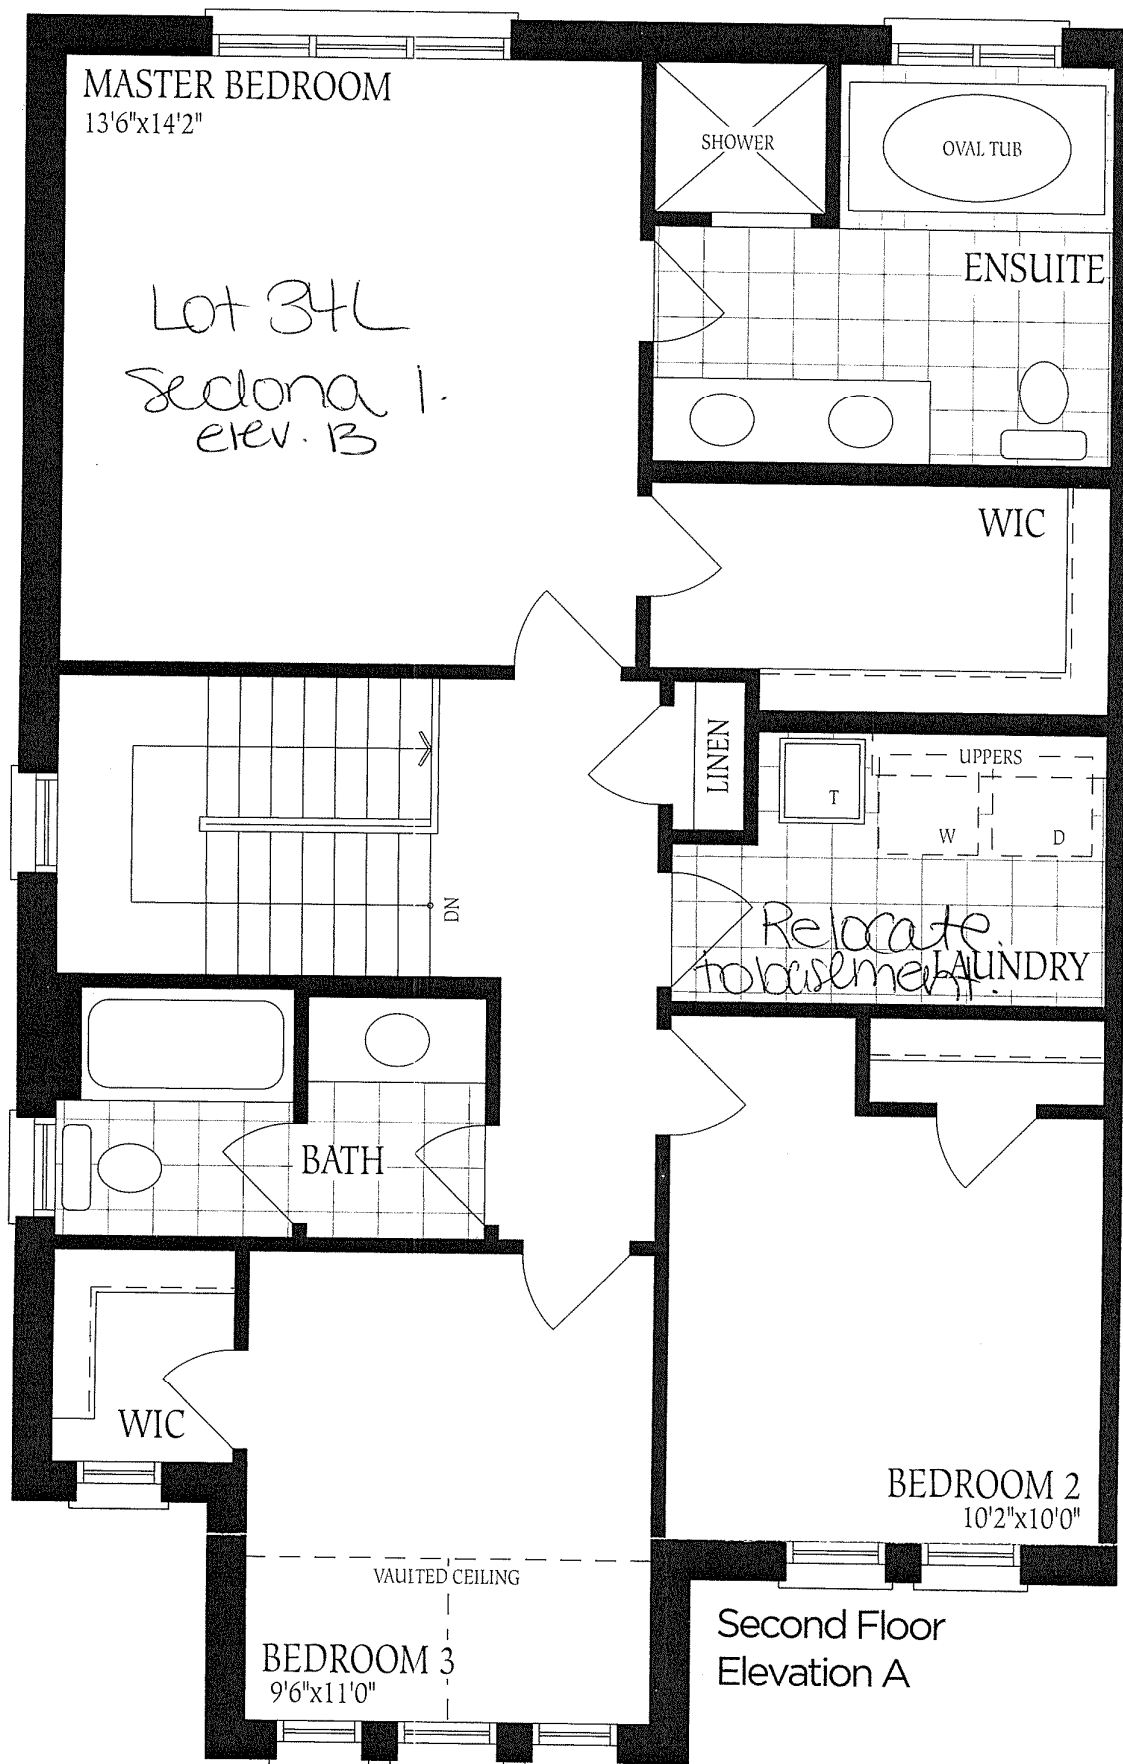 MASTER BEDROOM
13'6"x14'2"
SHOWER
OVAL TUB
ENSUITE
Lot 34L
Sedona 1.
elev. B
WIC
LINEN
UPPERS
T
W
D
DN
Relocate
to basement.
LAUNDRY
BATH
WIC
BEDROOM 2
10'2"x10'0"
VAUITED CEILING
BEDROOM 3
9'6"x11'0"
Second Floor
Elevation A